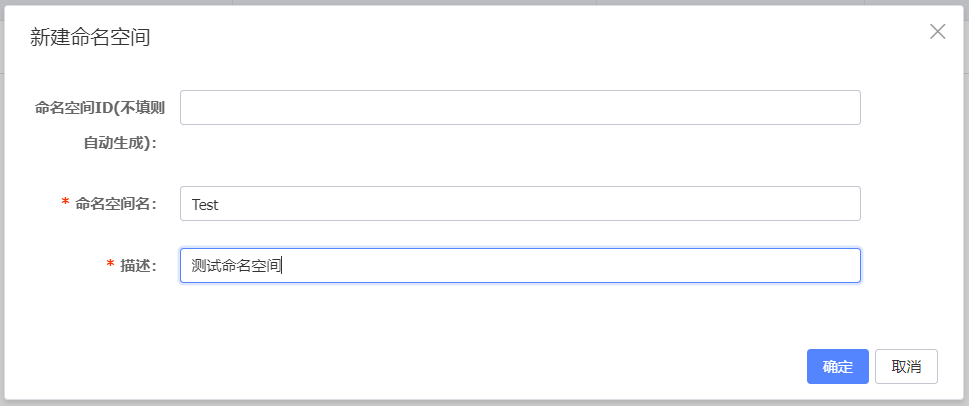 新建命名空间
命名空间ID(不填则
自动生成):
* 命名空间名:
Test
* 描述:
测试命名空间
确定
取消